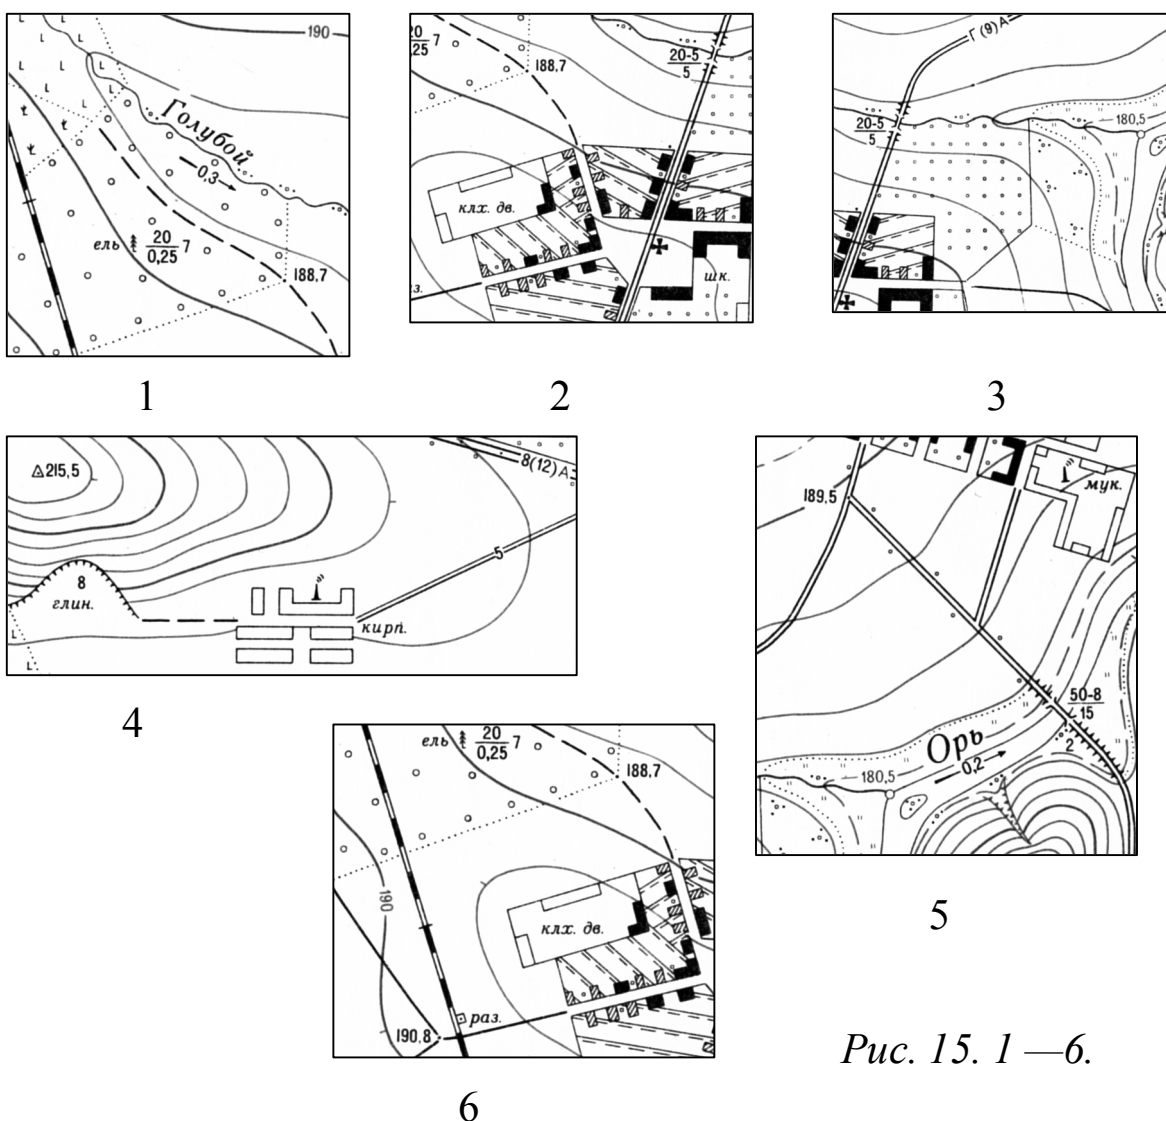 190
Голубой
0,3
ель 20 7
0,25
188,7
1
20 7
0,25
188,7
20-5
5
клх. дв.
шк.
2
Г(9)А
20-5
5
180,5
3
215,5
8(12)А
8
глин.
5
кирп.
4
189,5
мук.
50-8
15
2
Орь
0,2
180,5
5
ель 20 7
0,25
188,7
190
клх. дв.
раз.
190,8
6
Рис. 15. 1 —6.